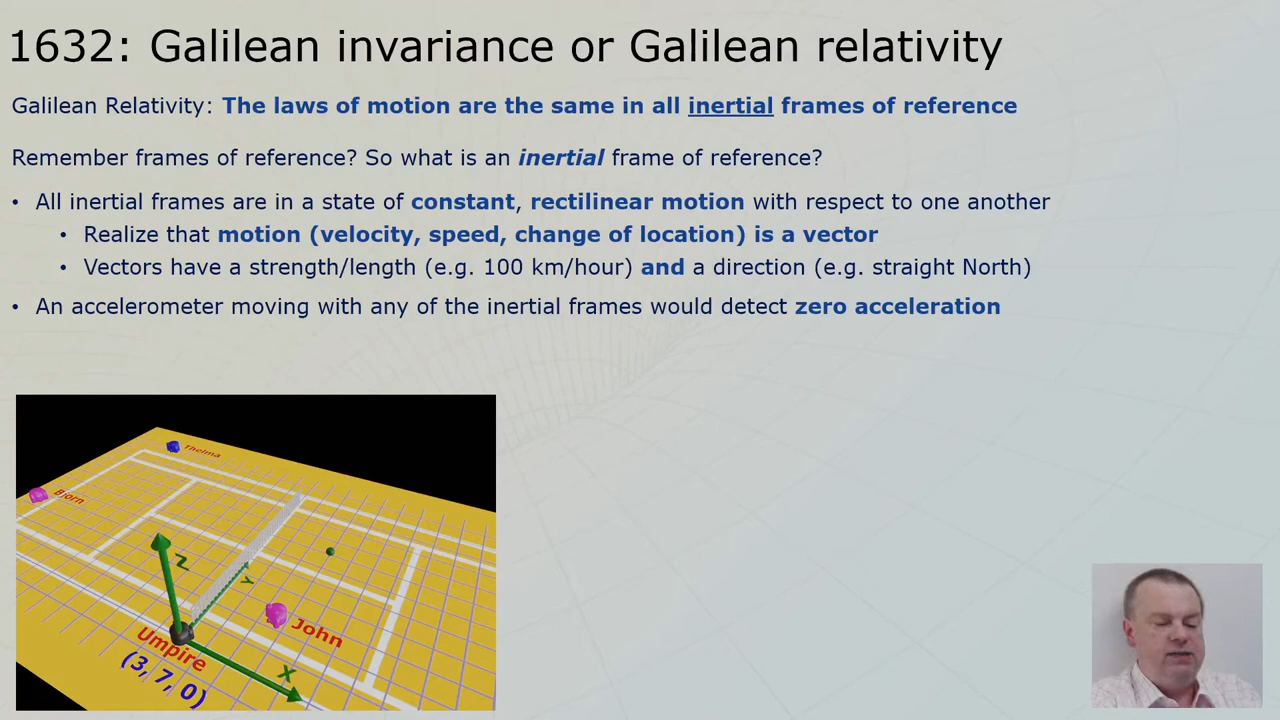 1632: Galilean invariance or Galilean relativity
Galilean Relativity: The laws of motion are the same in all inertial frames of reference
Remember frames of reference? So what is an inertial frame of reference?
• All inertial frames are in a state of constant, rectilinear motion with respect to one another
• Realize that motion (velocity, speed, change of location) is a vector
• Vectors have a strength/length (e.g. 100 km/hour) and a direction (e.g. straight North)
• An accelerometer moving with any of the inertial frames would detect zero acceleration
Thelma
Bjorn
Z
Y
John
Umpire
X
(3, 7, 0)